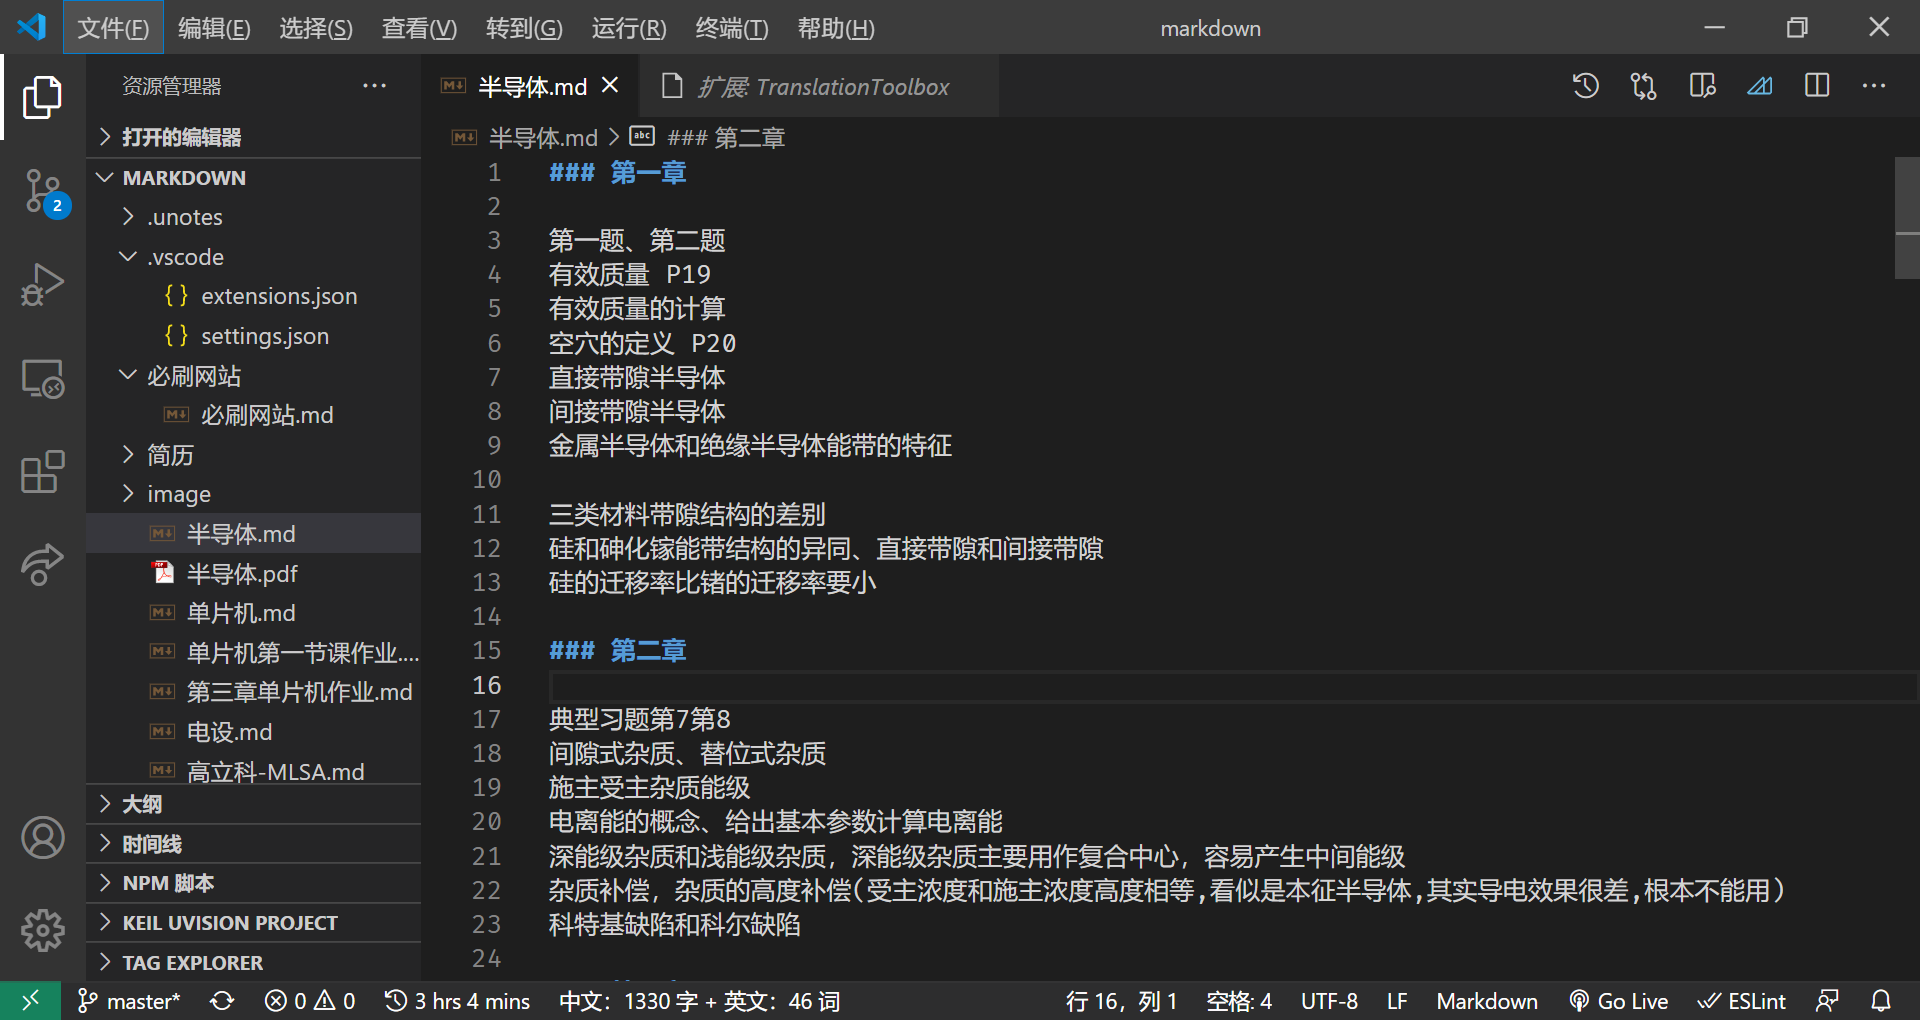 文件(F) 编辑(E) 选择(S) 查看(V) 转到(G) 运行(R) 终端(T) 帮助(H) markdown
资源管理器 ···
打开的编辑器
MARKDOWN
.unotes
.vscode
{} extensions.json
{} settings.json
必刷网站
必刷网站.md
简历
image
半导体.md
半导体.pdf
单片机.md
单片机第一节课作业....
第三章单片机作业.md
电设.md
高立科-MLSA.md
大纲
时间线
NPM 脚本
KEIL UVISION PROJECT
TAG EXPLORER
2
半导体.md 扩展: TranslationToolbox
半导体.md > abc ### 第二章
1 ### 第一章
2
3 第一题、第二题
4 有效质量 P19
5 有效质量的计算
6 空穴的定义 P20
7 直接带隙半导体
8 间接带隙半导体
9 金属半导体和绝缘半导体能带的特征
10
11 三类材料带隙结构的差别
12 硅和砷化镓能带结构的异同、直接带隙和间接带隙
13 硅的迁移率比锗的迁移率要小
14
15 ### 第二章
16
17 典型习题第7第8
18 间隙式杂质、替位式杂质
19 施主受主杂质能级
20 电离能的概念、给出基本参数计算电离能
21 深能级杂质和浅能级杂质，深能级杂质主要用作复合中心，容易产生中间能级
22 杂质补偿，杂质的高度补偿(受主浓度和施主浓度高度相等,看似是本征半导体,其实导电效果很差,根本不能用)
23 科特基缺陷和科尔缺陷
24
master* 0 0 3 hrs 4 mins 中文：1330 字 + 英文：46 词 行 16，列 1 空格: 4 UTF-8 LF Markdown Go Live ESLint